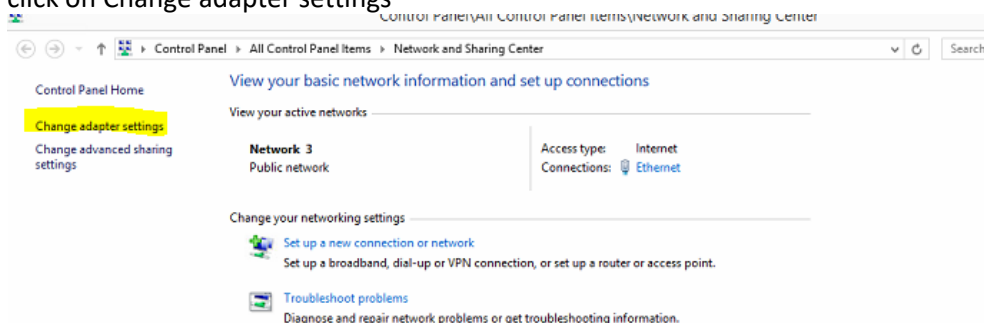 click on Change adapter settings
Control Panel\All Control Panel Items\Network and Sharing Center
Control Panel ▸ All Control Panel Items ▸ Network and Sharing Center
Search
Control Panel Home
Change adapter settings
Change advanced sharing
settings
View your basic network information and set up connections
View your active networks
Network 3
Public network
Access type: Internet
Connections: Ethernet
Change your networking settings
Set up a new connection or network
Set up a broadband, dial-up or VPN connection, or set up a router or access point.
Troubleshoot problems
Diagnose and repair network problems or get troubleshooting information.